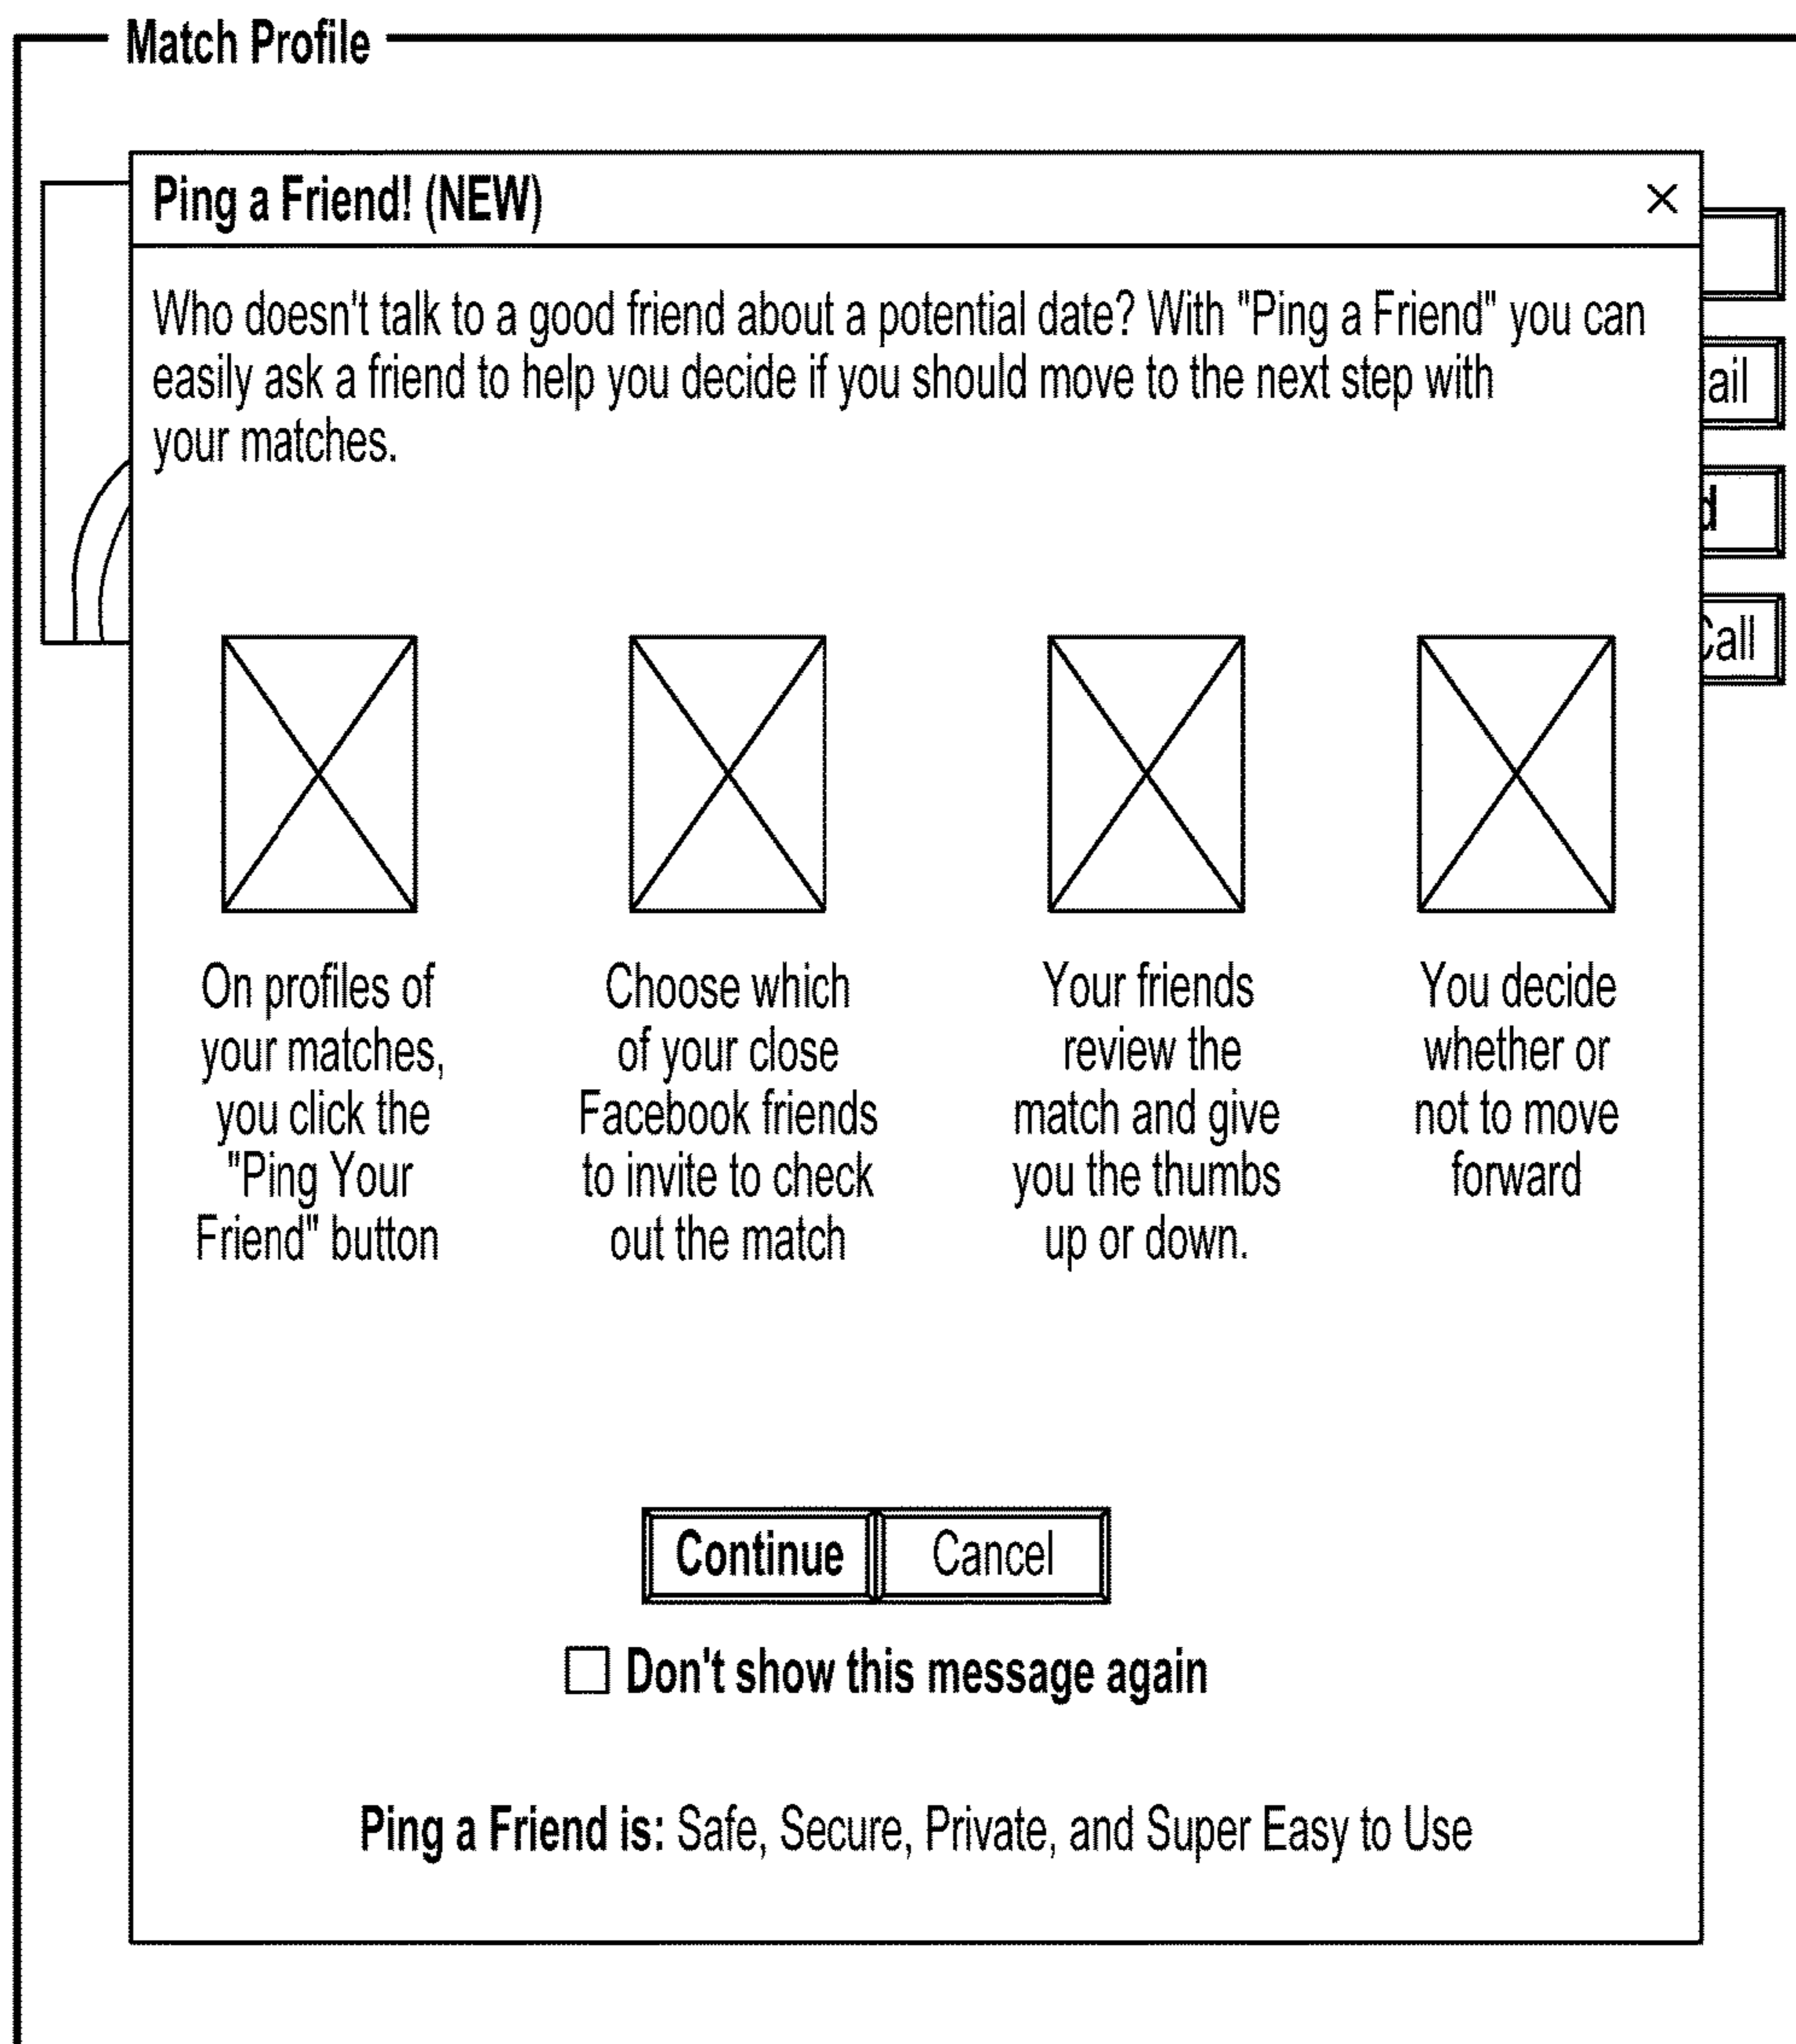 Match Profile
Ping a Friend! (NEW)
Who doesn't talk to a good friend about a potential date? With "Ping a Friend" you can
easily ask a friend to help you decide if you should move to the next step with
your matches.
ail
d
Call
On profiles of
your matches,
you click the
"Ping Your
Friend" button
Choose which
of your close
Facebook friends
to invite to check
out the match
Your friends
review the
match and give
you the thumbs
up or down.
You decide
whether or
not to move
forward
Continue
Cancel
Don't show this message again
Ping a Friend is: Safe, Secure, Private, and Super Easy to Use